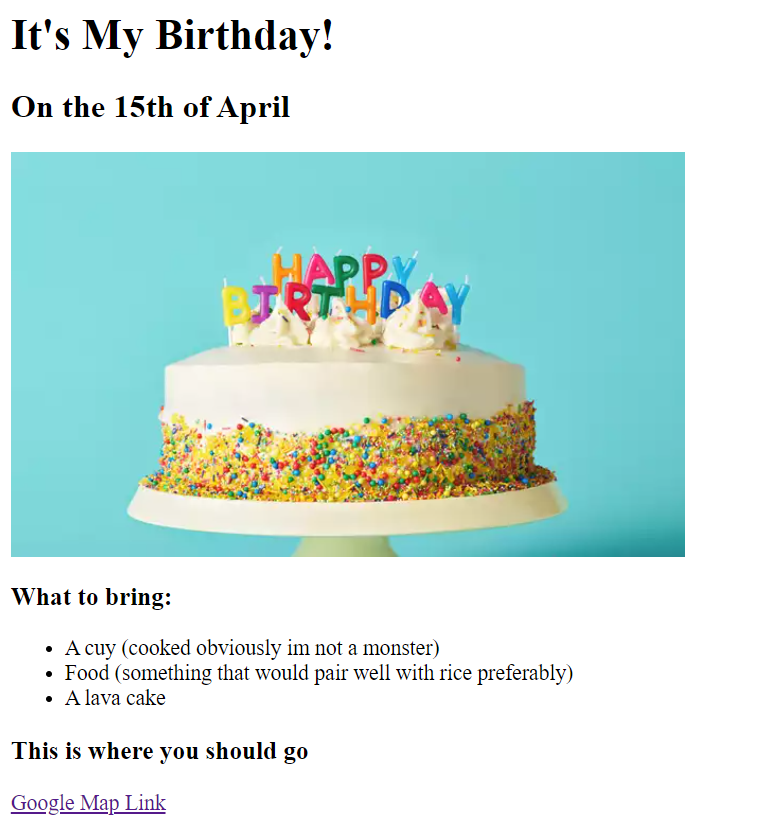 It's My Birthday!
On the 15th of April
HAPPY
BIRTHDAY
What to bring:
A cuy (cooked obviously im not a monster)
Food (something that would pair well with rice preferably)
A lava cake
This is where you should go
Google Map Link